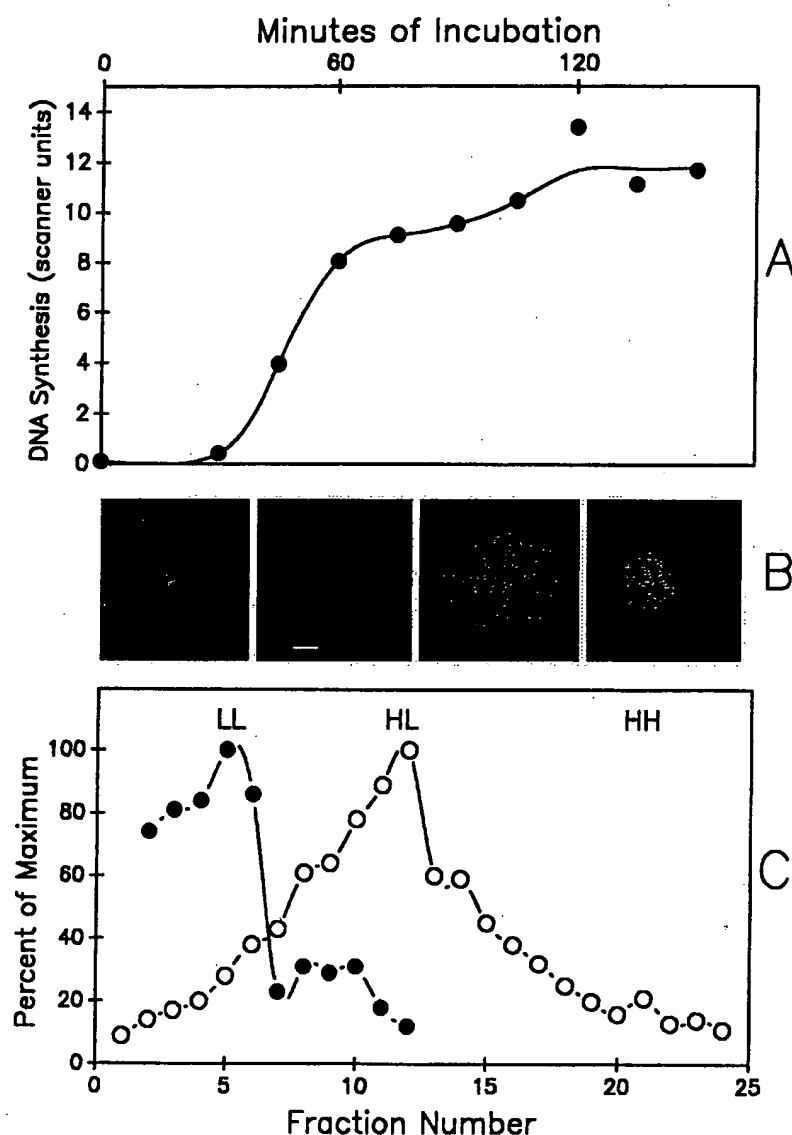 Minutes of Incubation
0 60 120
DNA Synthesis (scanner units)
14
12
10
8
6
4
2
0
A
B
LL HL HH
Percent of Maximum
100
80
60
40
20
0
C
0 5 10 15 20 25
Fraction Number